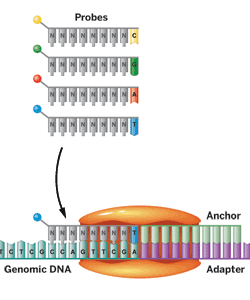 Probes
N N N N N N N N C
N N N N N N N N G
N N N N N N N N A
N N N N N N N N T
Anchor
N N N N N N N N T
T C T C G C C A G T T C G A
Genomic DNA
Adapter